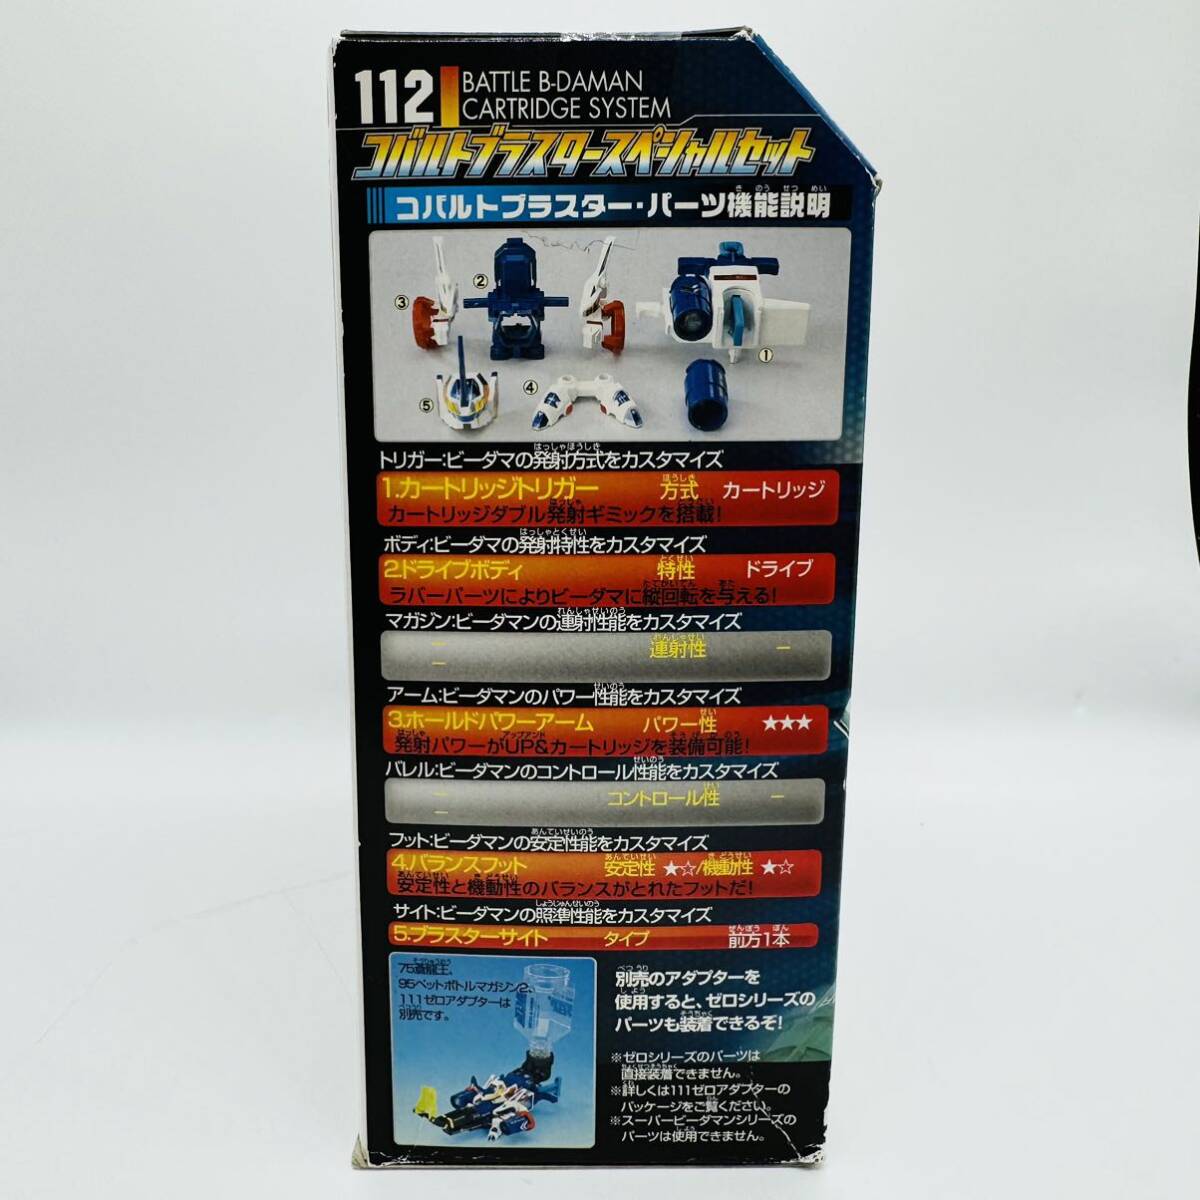 112
BATTLE B-DAMAN
CARTRIDGE SYSTEM
コバルトブラスタースペシャルセット
コバルトブラスター・パーツ機能説明
③ ② ①
⑤ ④
トリガー:ビーダマの発射方式をカスタマイズ
1.カートリッジトリガー 方式 カートリッジ
カートリッジダブル発射ギミックを搭載!
ボディ:ビーダマの発射特性をカスタマイズ
2.ドライブボディ 特性 ドライブ
ラバーパーツによりビーダマに縦回転を与える!
マガジン:ビーダマンの連射性能をカスタマイズ
― 連射性 ―
―
アーム:ビーダマンのパワー性能をカスタマイズ
3.ホールドパワーアーム パワー性 ★★★
発射パワーがUP&カートリッジを装備可能!
バレル:ビーダマンのコントロール性能をカスタマイズ
― コントロール性 ―
―
フット:ビーダマンの安定性能をカスタマイズ
4.バランスフット 安定性 ★☆/機動性 ★☆
安定性と機動性のバランスがとれたフットだ!
サイト:ビーダマンの照準性能をカスタマイズ
5.ブラスターサイト タイプ 前方1本
75蒼龍王、
95ペットボトルマガジン2、
111ゼロアダプターは
別売です。
別売のアダプターを
使用すると、ゼロシリーズの
パーツも装着できるぞ!
※ゼロシリーズのパーツは
直接装着できません。
※詳しくは111ゼロアダプターの
パッケージをご覧ください。
※スーパービーダマンシリーズの
パーツは使用できません。